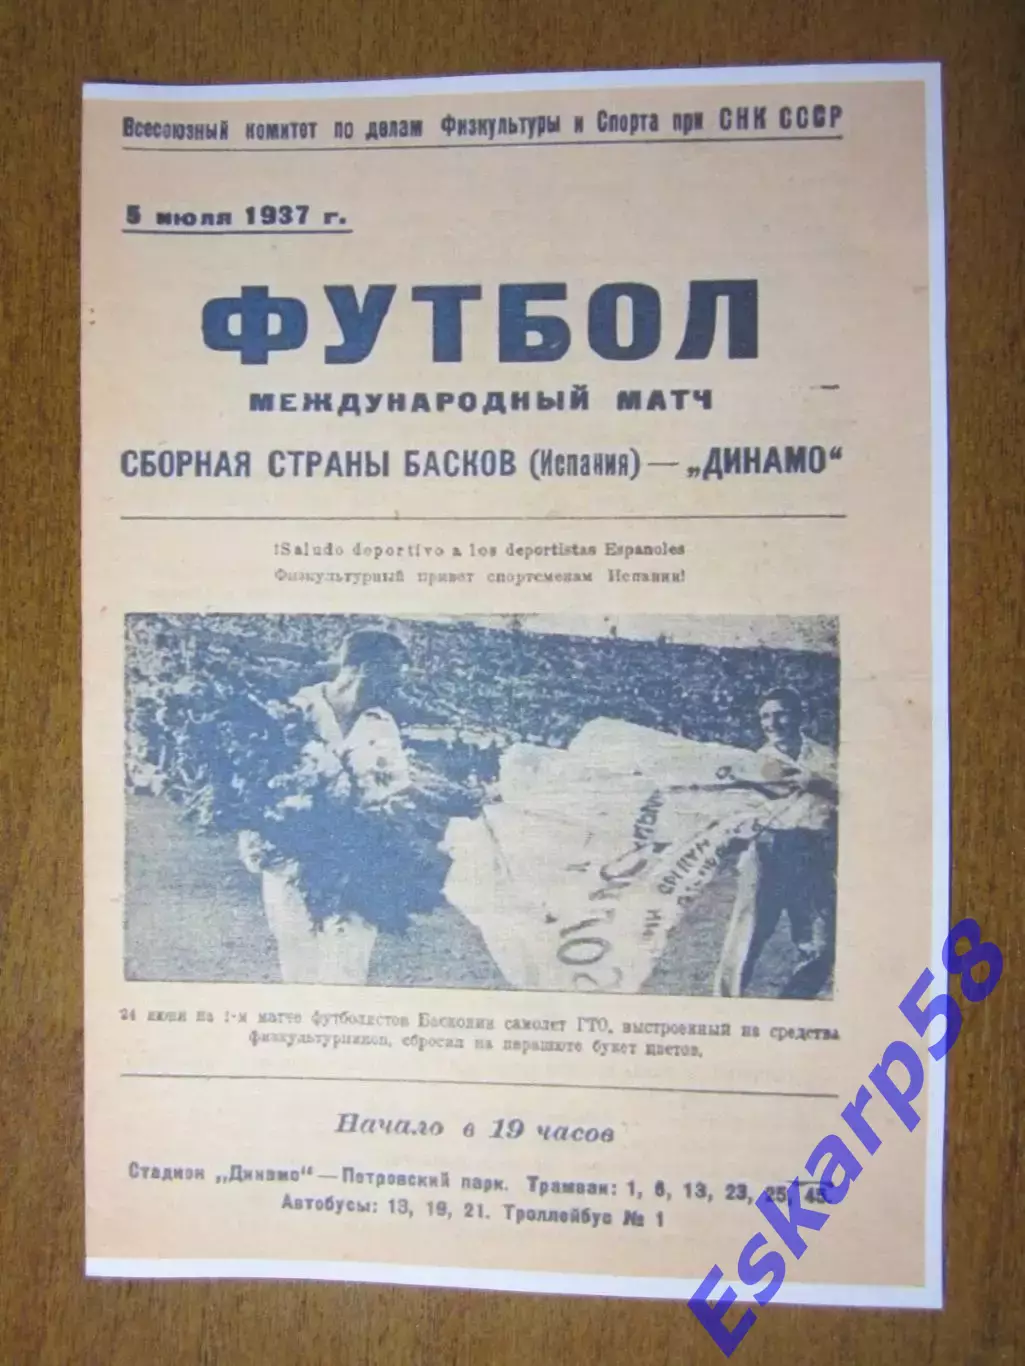 Всесоюзный комитет по делам Физкультуры и Спорта при СНК СССР
5 июля 1937 г.
ФУТБОЛ
МЕЖДУНАРОДНЫЙ МАТЧ
СБОРНАЯ СТРАНЫ БАСКОВ (Испания) — „ДИНАМО“
!Saludo deportivo a los deportistas Espanoles
Физкультурный привет спортсменам Испании!
24 июня на 1-м матче футболистов Басконии самолет ГТО, выстроенный на средства
физкультурников, сбросил на парашюте букет цветов.
Начало в 19 часов
Стадион „Динамо“ — Петровский парк. Трамваи: 1, 6, 13, 23, 25, 45.
Автобусы: 13, 19, 21. Троллейбус № 1
Eskarp58